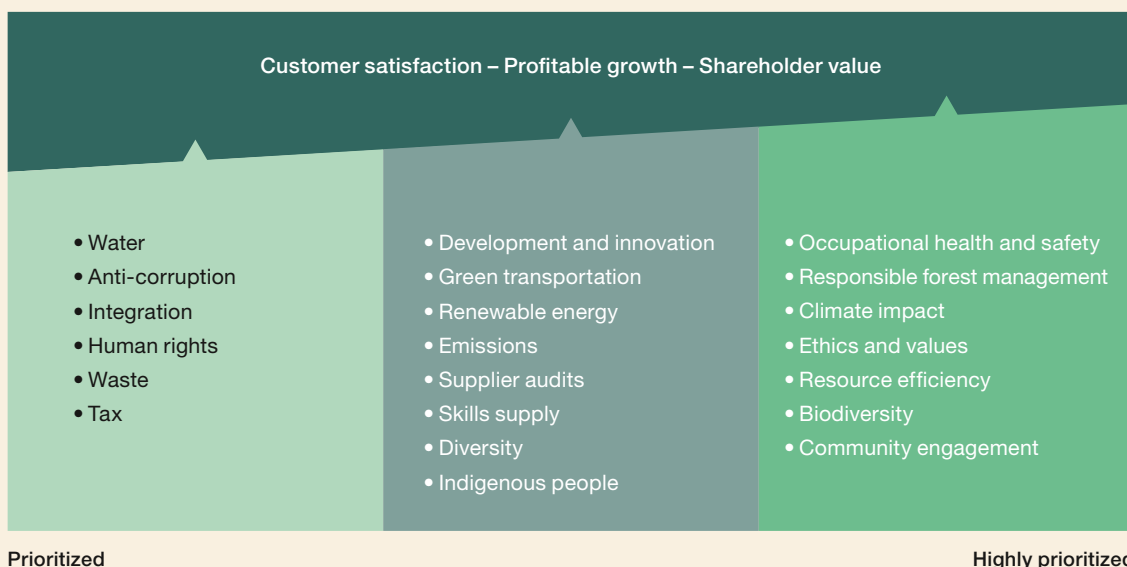 Customer satisfaction – Profitable growth – Shareholder value
• Water
• Anti-corruption
• Integration
• Human rights
• Waste
• Tax
• Development and innovation
• Green transportation
• Renewable energy
• Emissions
• Supplier audits
• Skills supply
• Diversity
• Indigenous people
• Occupational health and safety
• Responsible forest management
• Climate impact
• Ethics and values
• Resource efficiency
• Biodiversity
• Community engagement
Prioritized
Highly prioritized